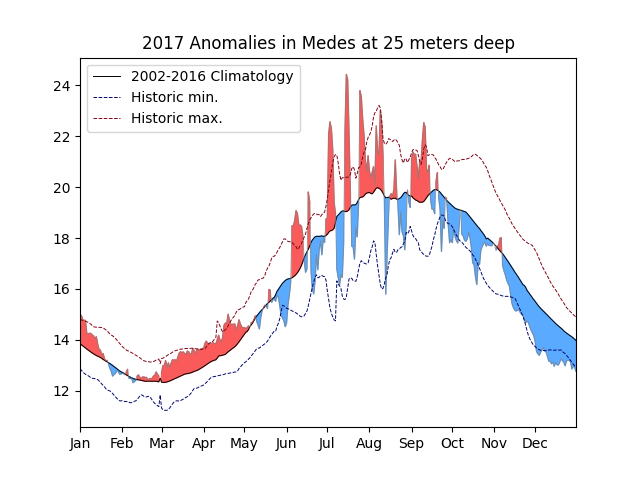 2017 Anomalies in Medes at 25 meters deep
2002-2016 Climatology
Historic min.
Historic max.
24
22
20
18
16
14
12
Jan Feb Mar Apr May Jun Jul Aug Sep Oct Nov Dec